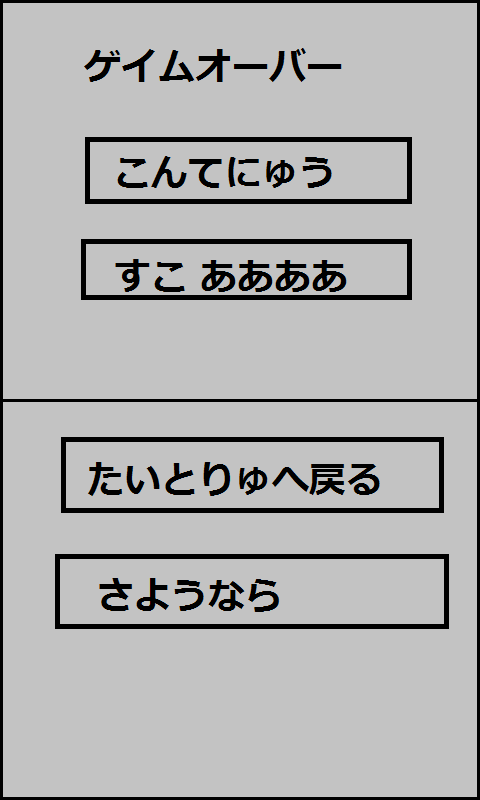 ゲイムオーバー
こんてにゅう
すこ ああああ
たいとりゅへ戻る
さようなら